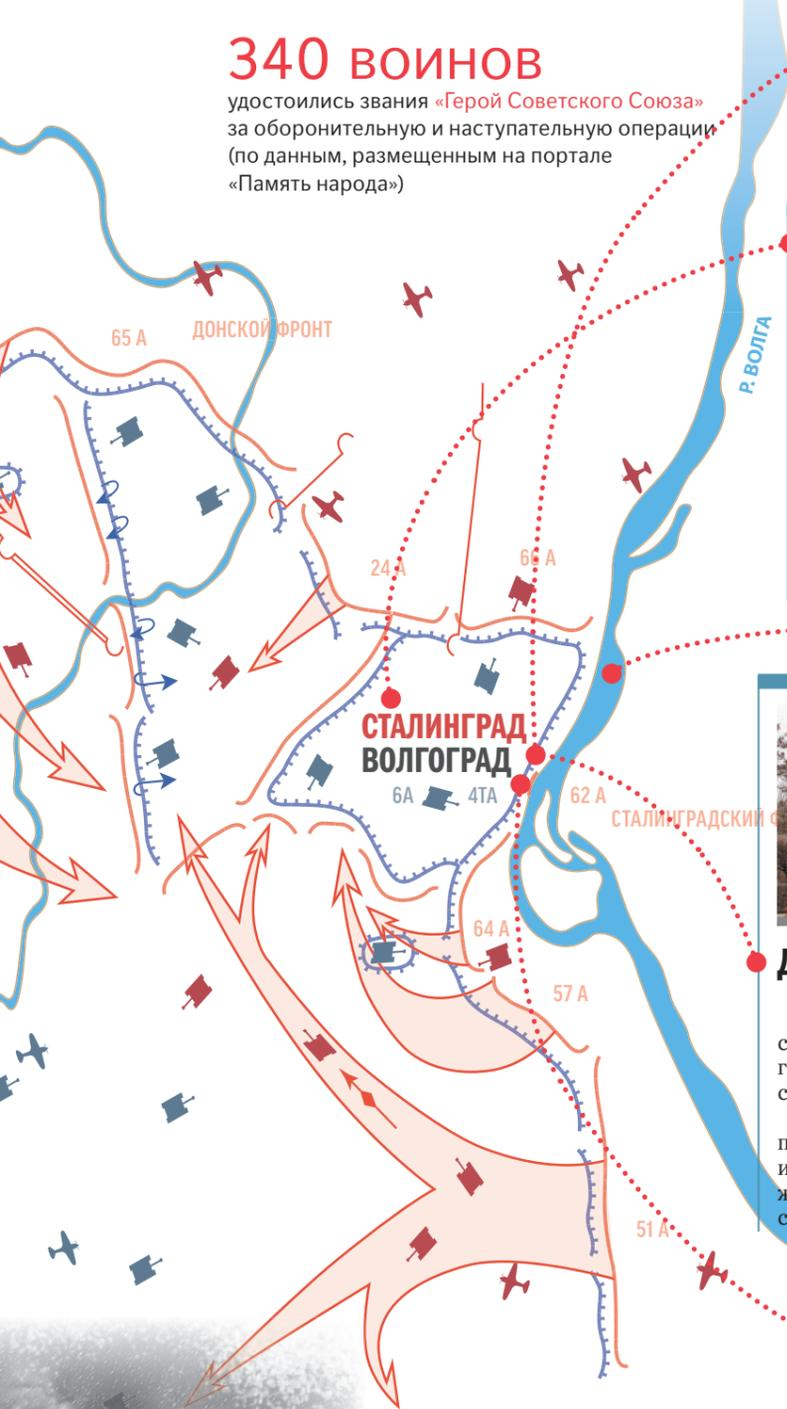 340 воинов
удостоились звания «Герой Советского Союза»
за оборонительную и наступательную операции
(по данным, размещенным на портале
«Память народа»)
65 А
ДОНСКОЙ ФРОНТ
Р. ВОЛГА
24 А
66 А
СТАЛИНГРАД
ВОЛГОГРАД
6А
4ТА
62 А
СТАЛИНГРАДСКИЙ
64 А
57 А
51 А